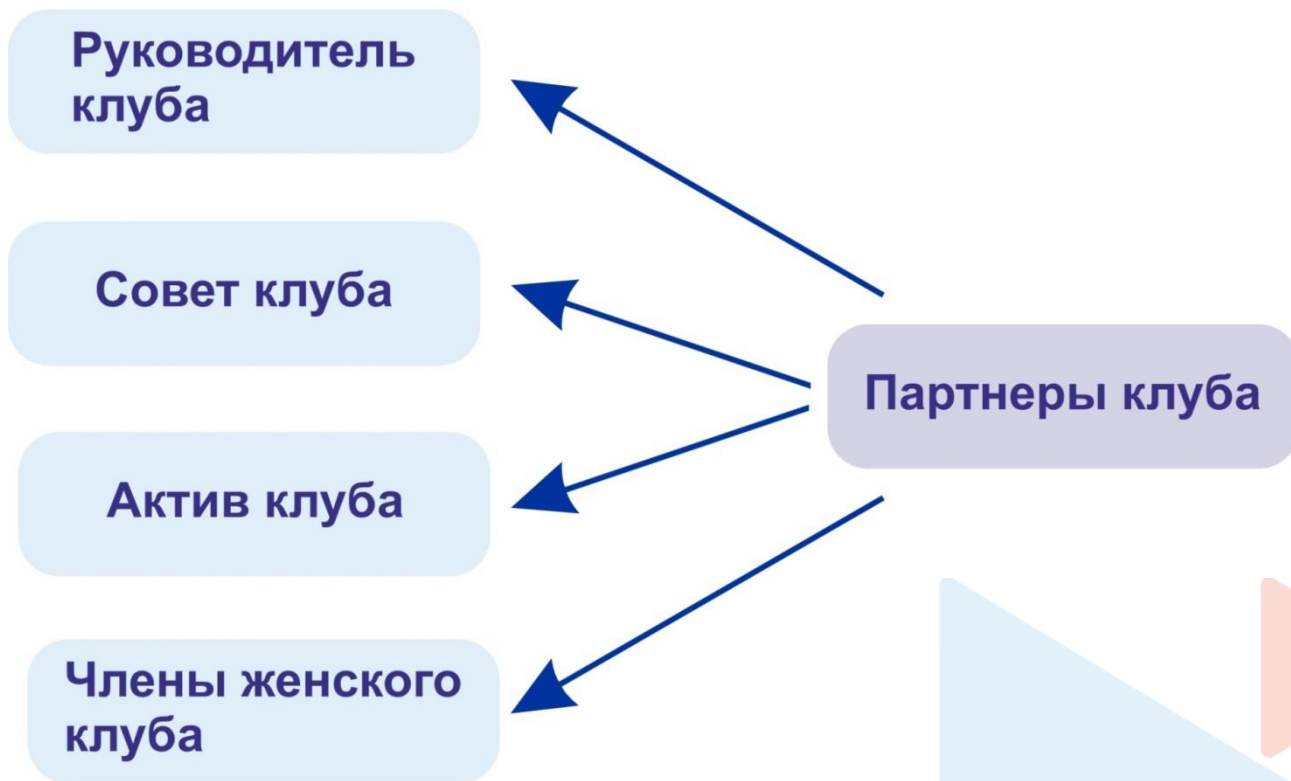 Руководитель
клуба
Совет клуба
Партнеры клуба
Актив клуба
Члены женского
клуба